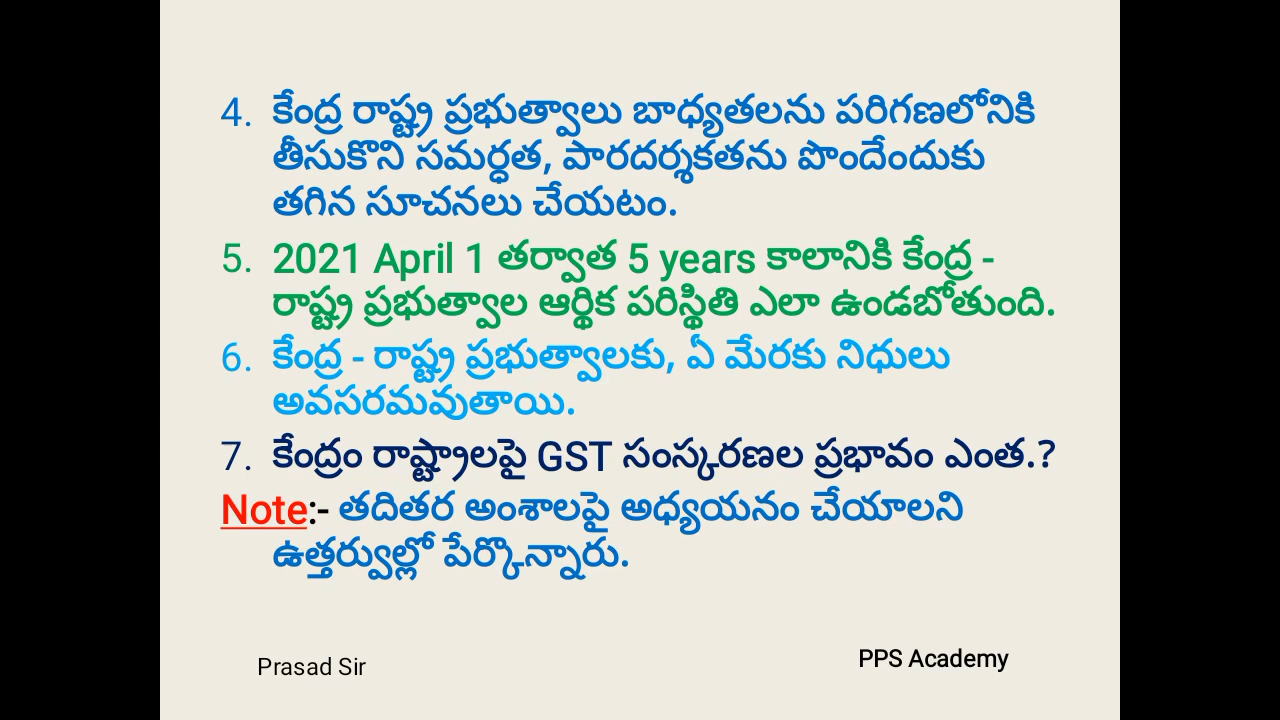 4. కేంద్ర రాష్ట్ర ప్రభుత్వాలు బాధ్యతలను పరిగణలోనికి
తీసుకొని సమర్ధత, పారదర్శకతను పొందేందుకు
తగిన సూచనలు చేయటం.
5. 2021 April 1 తర్వాత 5 years కాలానికి కేంద్ర -
రాష్ట్ర ప్రభుత్వాల ఆర్థిక పరిస్థితి ఎలా ఉండబోతుంది.
6. కేంద్ర - రాష్ట్ర ప్రభుత్వాలకు, ఏ మేరకు నిధులు
అవసరమవుతాయి.
7. కేంద్రం రాష్ట్రాలపై GST సంస్కరణల ప్రభావం ఎంత.?
Note:- తదితర అంశాలపై అధ్యయనం చేయాలని
ఉత్తర్వుల్లో పేర్కొన్నారు.
Prasad Sir
PPS Academy